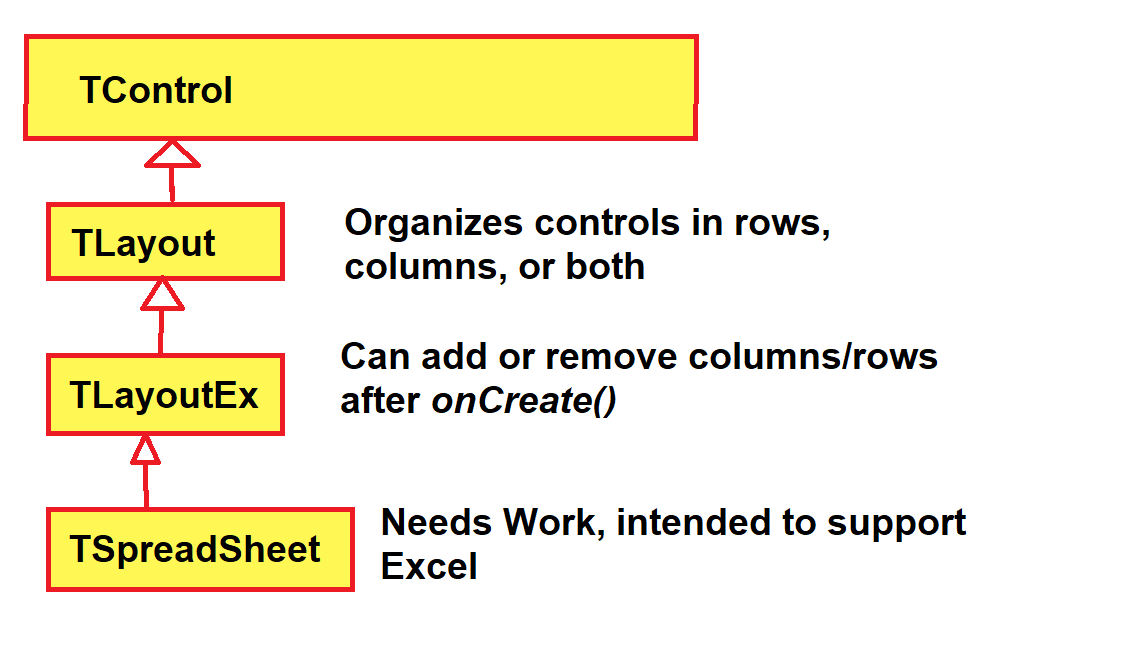 TControl
TLayout
Organizes controls in rows,
columns, or both
TLayoutEx
Can add or remove columns/rows
after onCreate()
TSpreadSheet
Needs Work, intended to support
Excel